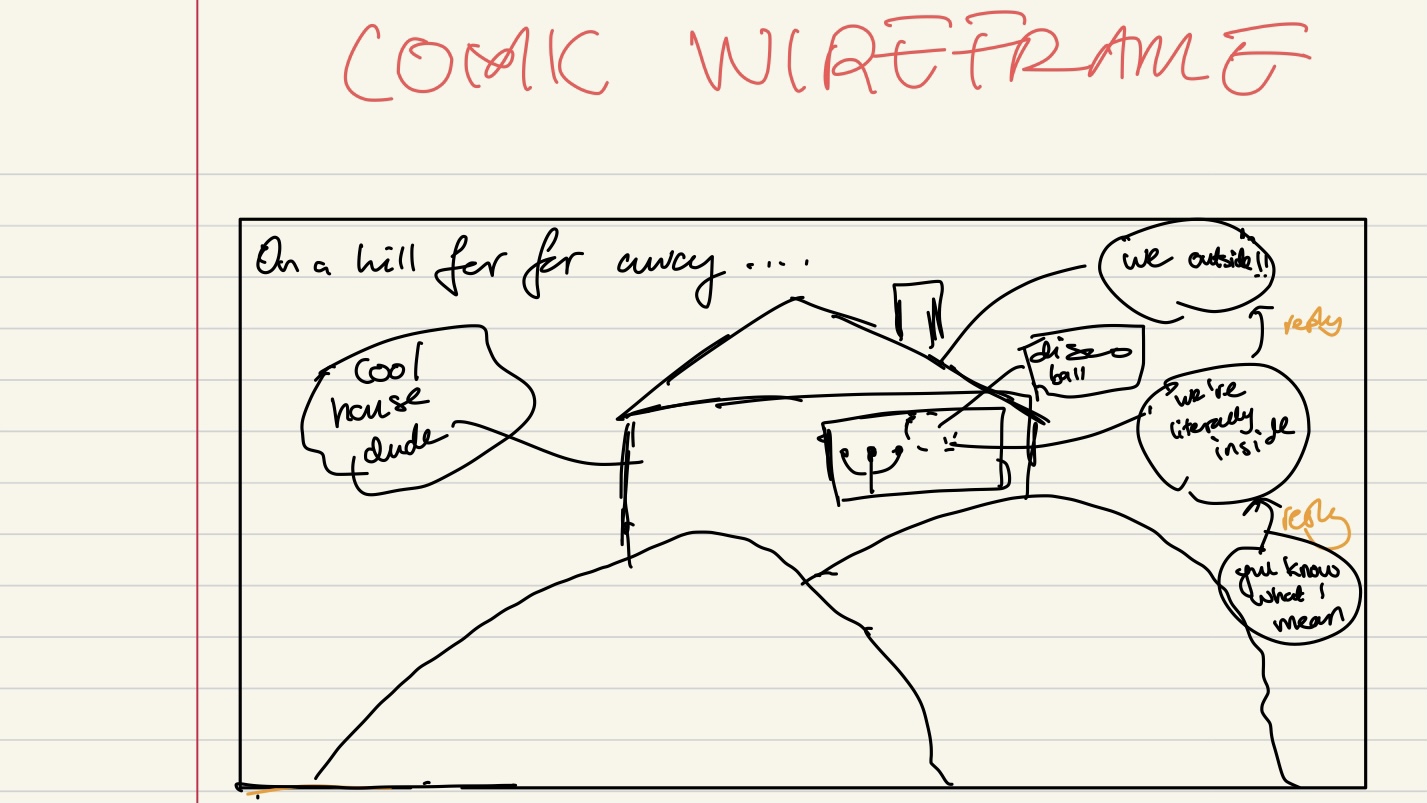 COMIC WIREFRAME
On a hill far far away ....
we outside!!
reply
disco
ball
cool
house
dude
we're
literally
inside
reply
you know
what I
mean